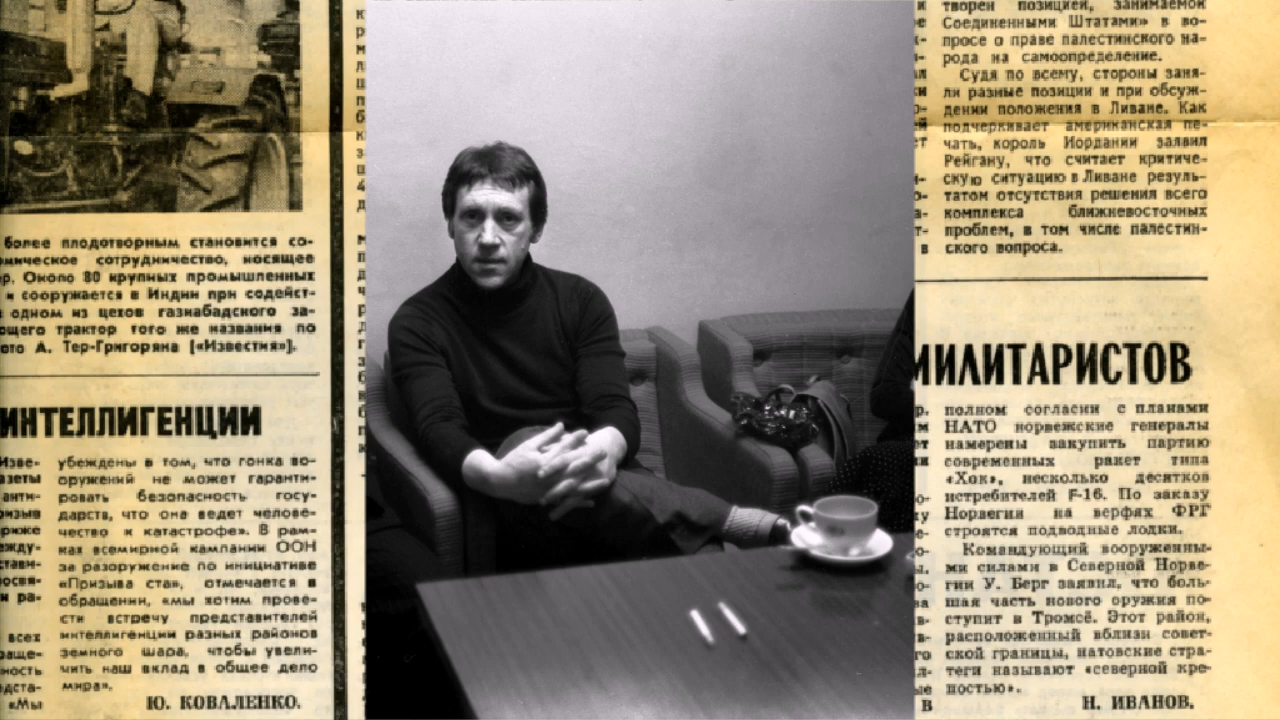 более плодотворным становится со-
мическое сотрудничество, носящее
р. Около 80 крупных промышленных
и сооружается в Индии при содейст-
одном из цехов газиабадского за-
ющего трактор того же названия по
ото А. Тер-Григоряна («Известия»).
ИНТЕЛЛИГЕНЦИИ
убеждены в том, что гонка во-
оружений не может гаранти-
ровать безопасность госу-
дарств, что она ведет челове-
чество к катастрофе». В рам-
ках всемирной кампании ООН
за разоружение по инициативе
«Призыва ста», отмечается в
обращении, «мы хотим прове-
сти встречу представителей
интеллигенции разных районов
земного шара, чтобы увели-
чить наш вклад в общее дело
мира».
всех
«Мы
Ю. КОВАЛЕНКО.
творен позицией, занимаемой
Соединенными Штатами» в во-
просе о праве палестинского на-
рода на самоопределение.
Судя по всему, стороны заня-
ли разные позиции и при обсуж-
дении положения в Ливане. Как
подчеркивает американская пе-
чать, король Иордании заявил
Рейгану, что считает критиче-
скую ситуацию в Ливане резуль-
татом отсутствия решения всего
комплекса ближневосточных
проблем, в том числе палестин-
ского вопроса.
МИЛИТАРИСТОВ
полном согласии с планами
НАТО норвежские генералы
намерены закупить партию
современных ракет типа
«Хок», несколько десятков
истребителей F-16. По заказу
Норвегии на верфях ФРГ
строятся подводные лодки.
Командующий вооруженны-
ми силами в Северной Норве-
гии У. Берг заявил, что боль-
шая часть нового оружия по-
ступит в Тромсё. Этот район,
расположенный вблизи совет-
ской границы, натовские стра-
теги называют «северной кре-
постью».
Н. ИВАНОВ.